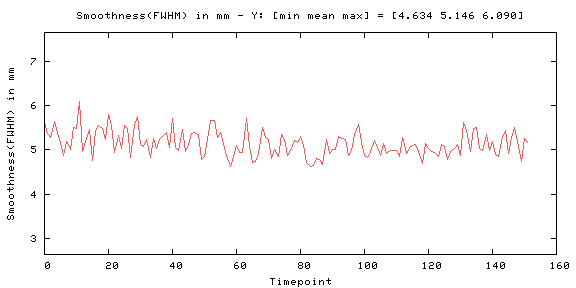 Smoothness(FWHM) in mm - Y: [min mean max] = [4.634 5.146 6.090]
7
6
5
4
3
Smoothness(FWHM) in mm
0 20 40 60 80 100 120 140 160
Timepoint